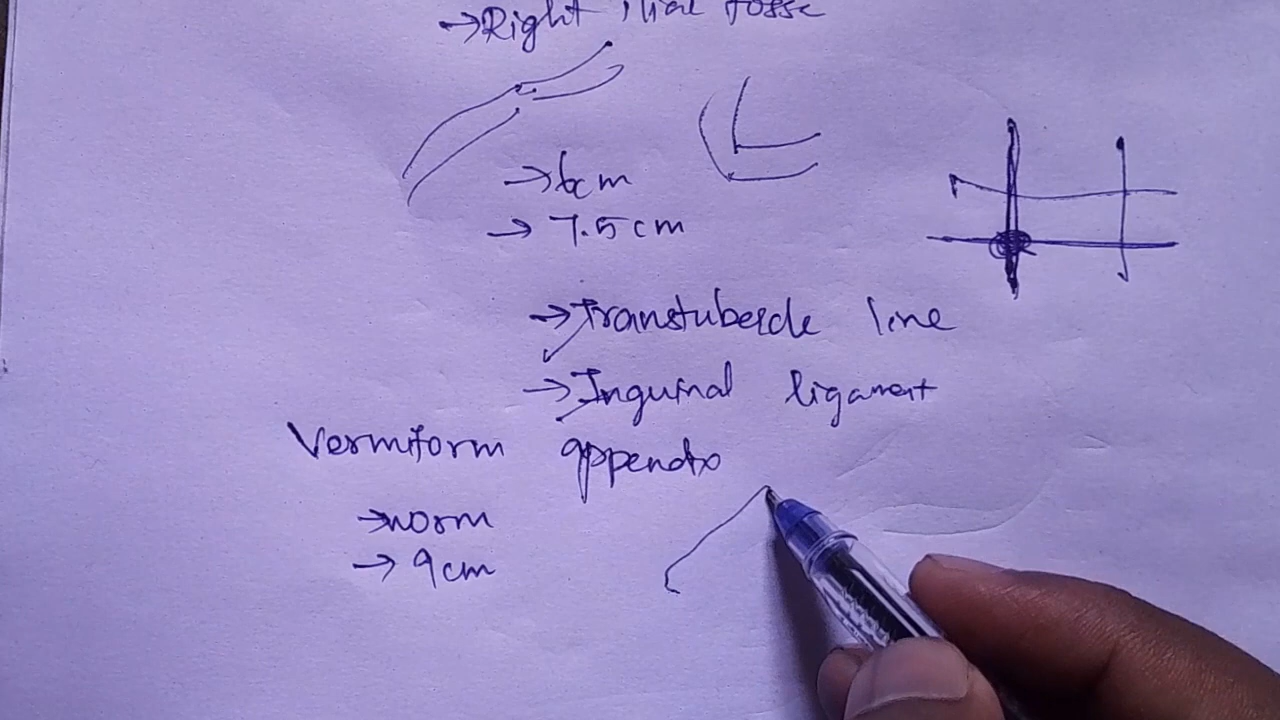 →Right iliac fossa
→6cm
→7.5cm
→Transtubercle line
→Inguinal ligament
Vermiform appendix
→worm
→9cm